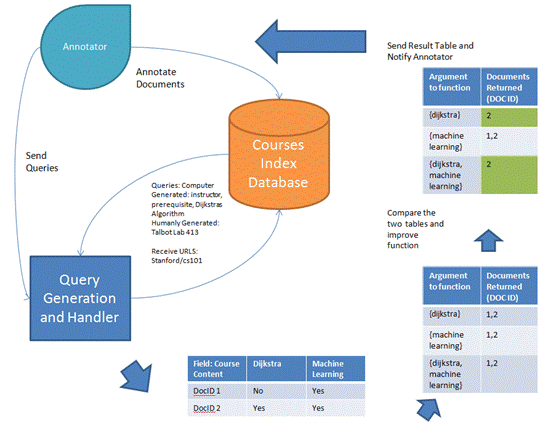 Annotator
Annotate
Documents
Send
Queries
Courses
Index
Database
Queries: Computer
Generated: instructor,
prerequisite, Dijkstras
Algorithm
Humanly Generated:
Talbot Lab 413
Receive URLS:
Stanford/cs101
Query
Generation
and Handler
Field: Course Content | Dijkstra | Machine Learning
DocID 1 | No | Yes
DocID 2 | Yes | Yes
Send Result Table and
Notify Annotator
Argument to function | Documents Returned (DOC ID)
{dijkstra} | 2
{machine learning} | 1,2
{dijkstra, machine learning} | 2
Compare the
two tables and
improve
function
Argument to function | Documents Returned (DOC ID)
{dijkstra} | 1,2
{machine learning} | 1,2
{dijkstra, machine learning} | 1,2